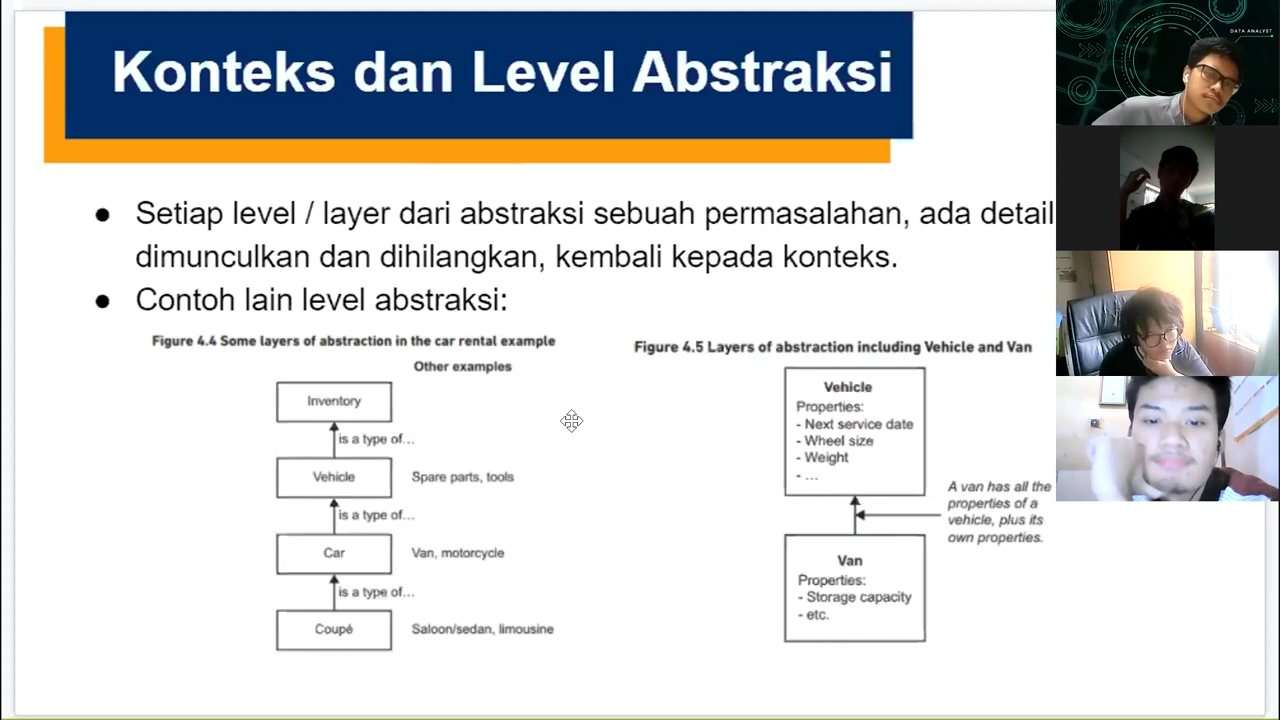 Konteks dan Level Abstraksi
● Setiap level / layer dari abstraksi sebuah permasalahan, ada detail
dimunculkan dan dihilangkan, kembali kepada konteks.
● Contoh lain level abstraksi:
Figure 4.4 Some layers of abstraction in the car rental example
Other examples
Inventory
is a type of...
Vehicle
Spare parts, tools
is a type of...
Car
Van, motorcycle
is a type of...
Coupé
Saloon/sedan, limousine
Figure 4.5 Layers of abstraction including Vehicle and Van
Vehicle
Properties:
- Next service date
- Wheel size
- Weight
- ...
A van has all the
properties of a
vehicle, plus its
own properties.
Van
Properties:
- Storage capacity
- etc.
DATA ANALYST